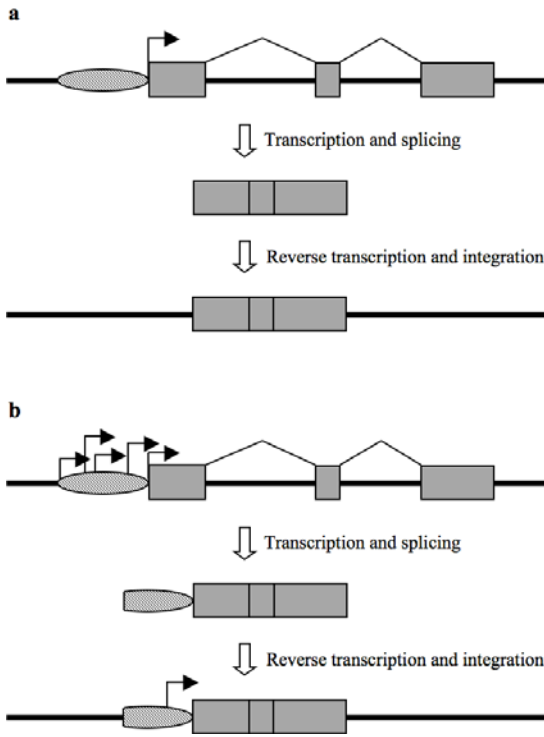 a
Transcription and splicing
Reverse transcription and integration
b
Transcription and splicing
Reverse transcription and integration